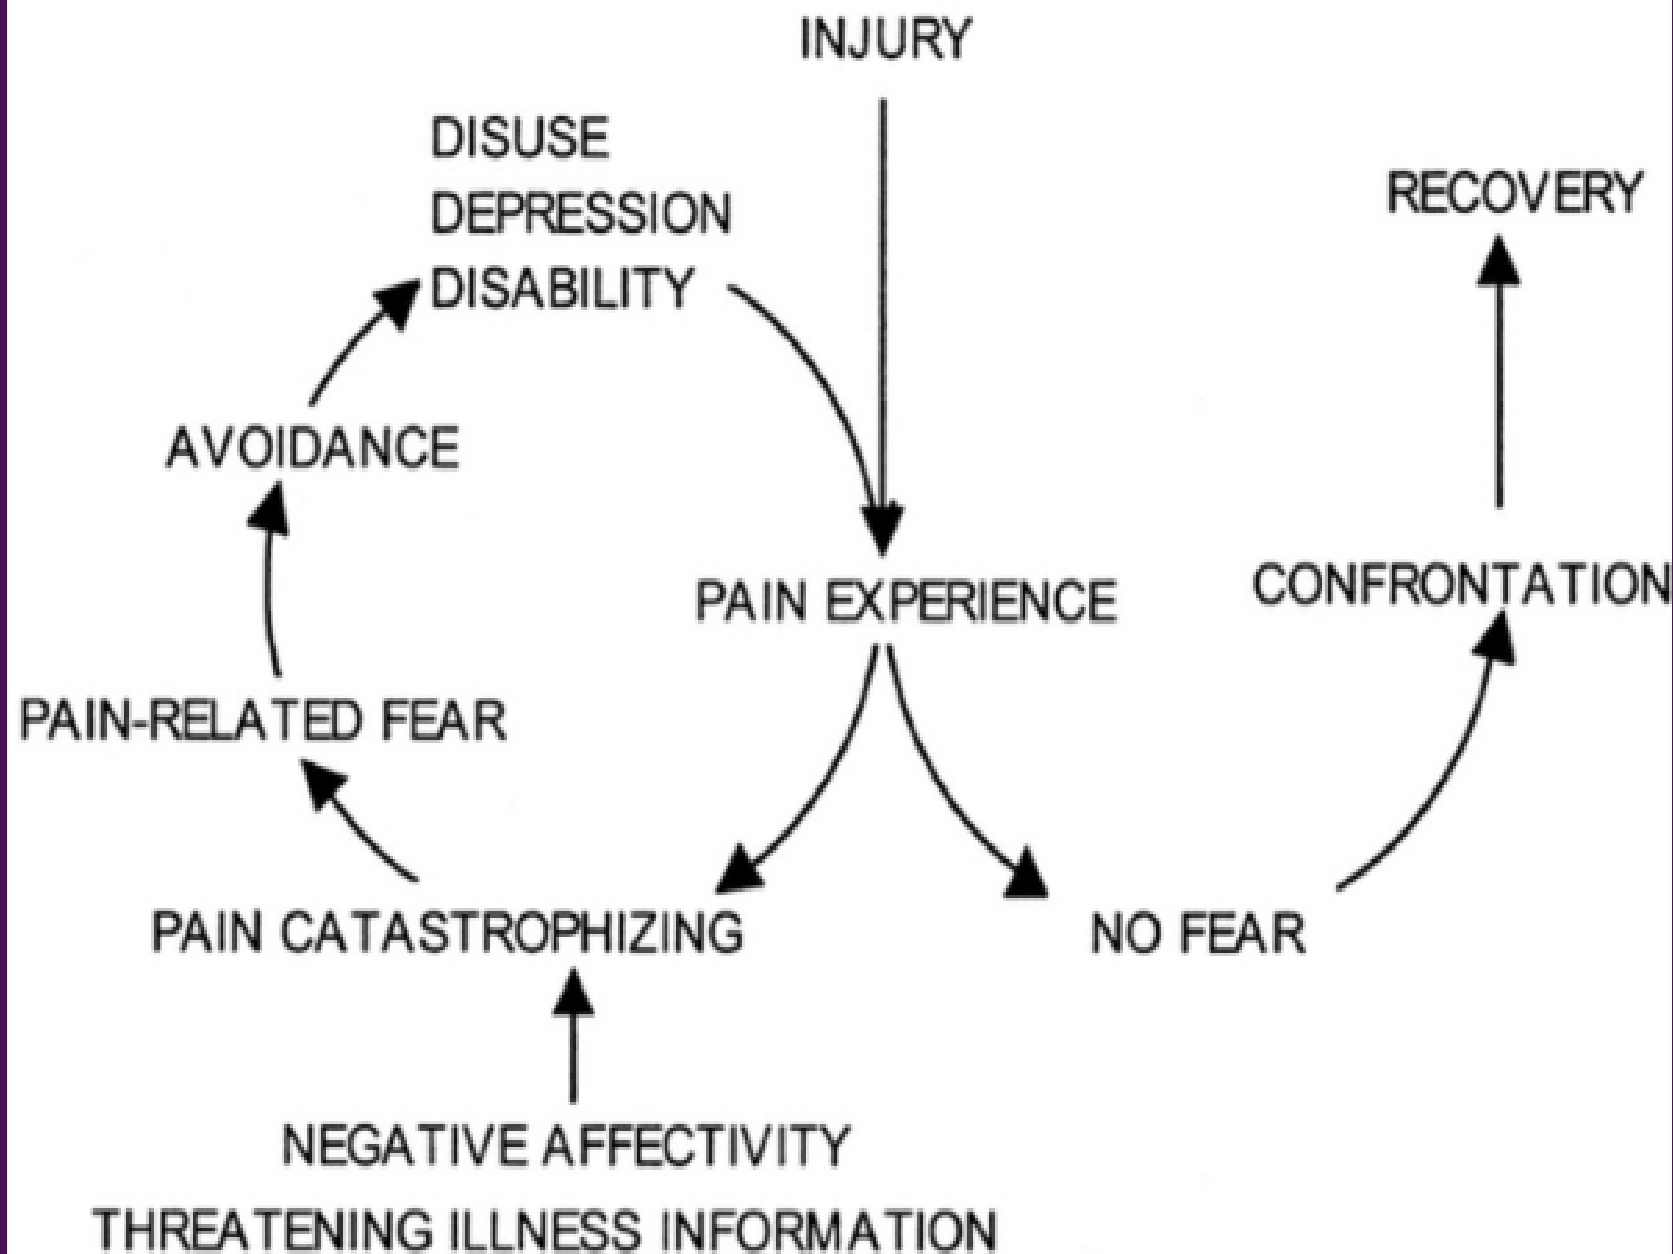 INJURY
DISUSE
DEPRESSION
DISABILITY
RECOVERY
AVOIDANCE
PAIN EXPERIENCE
CONFRONTATION
PAIN-RELATED FEAR
PAIN CATASTROPHIZING
NO FEAR
NEGATIVE AFFECTIVITY
THREATENING ILLNESS INFORMATION